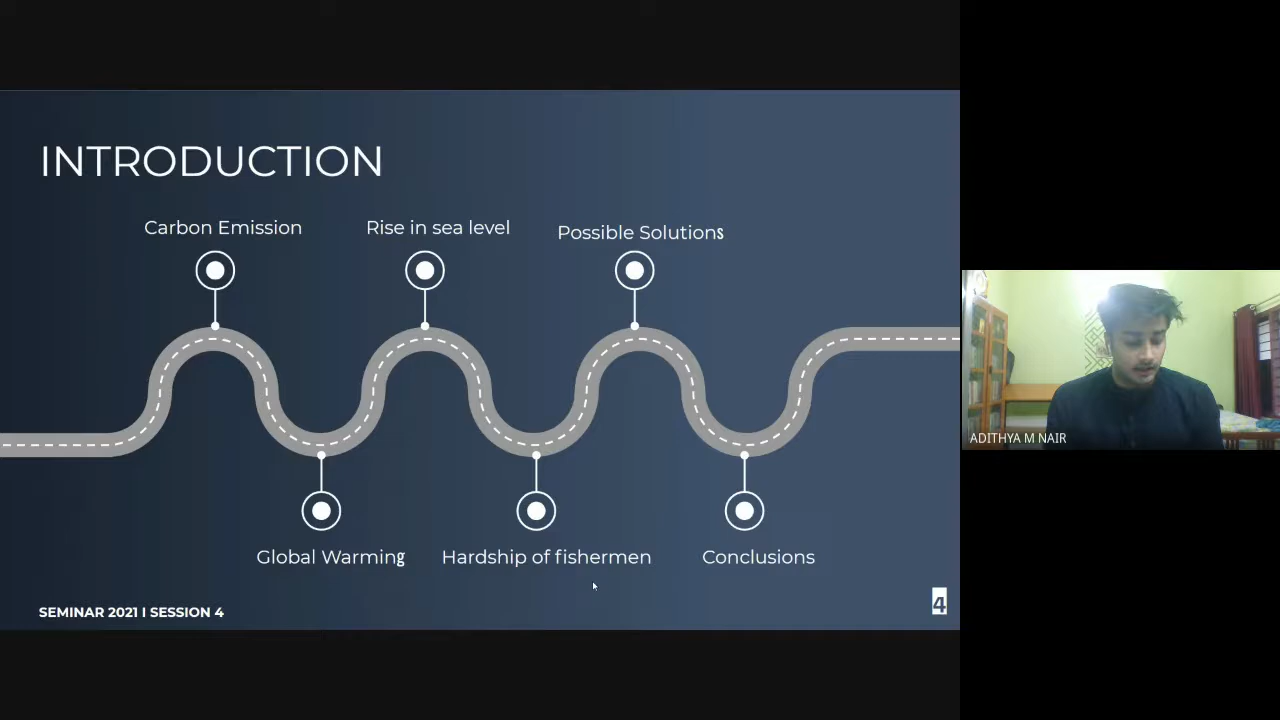 INTRODUCTION
Carbon Emission
Rise in sea level
Possible Solutions
Global Warming
Hardship of fishermen
Conclusions
SEMINAR 2021 I SESSION 4
4
ADITHYA M NAIR